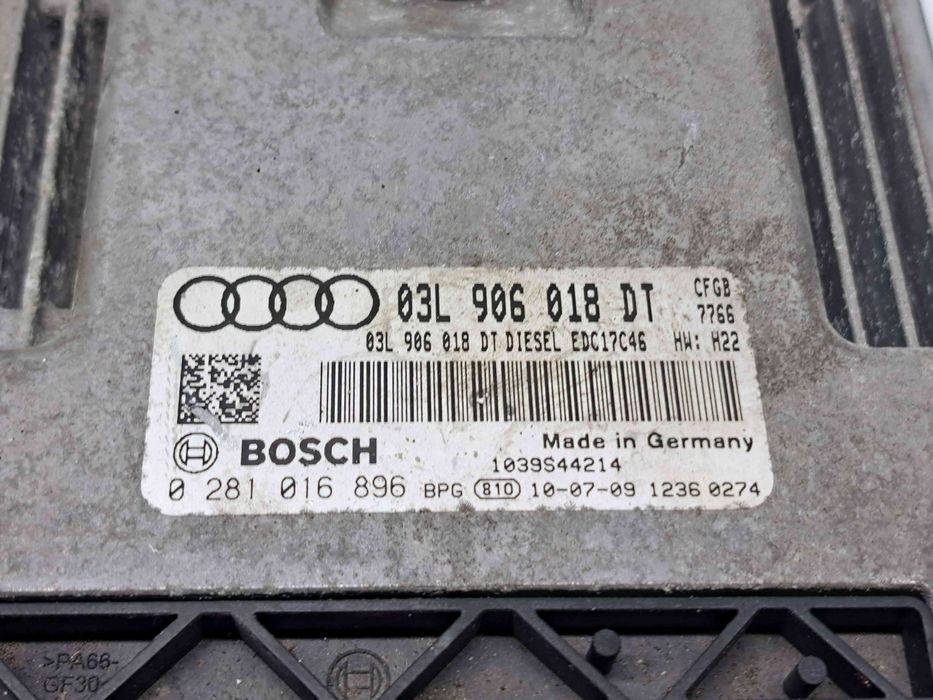 03L 906 018 DT CFGB
7766
03L 906 018 DT DIESEL EDC17C46 HW: H22
BOSCH Made in Germany
1039S44214
0 281 016 896 BPG 810 10-07-09 1236 0274
>PA66-
GF30